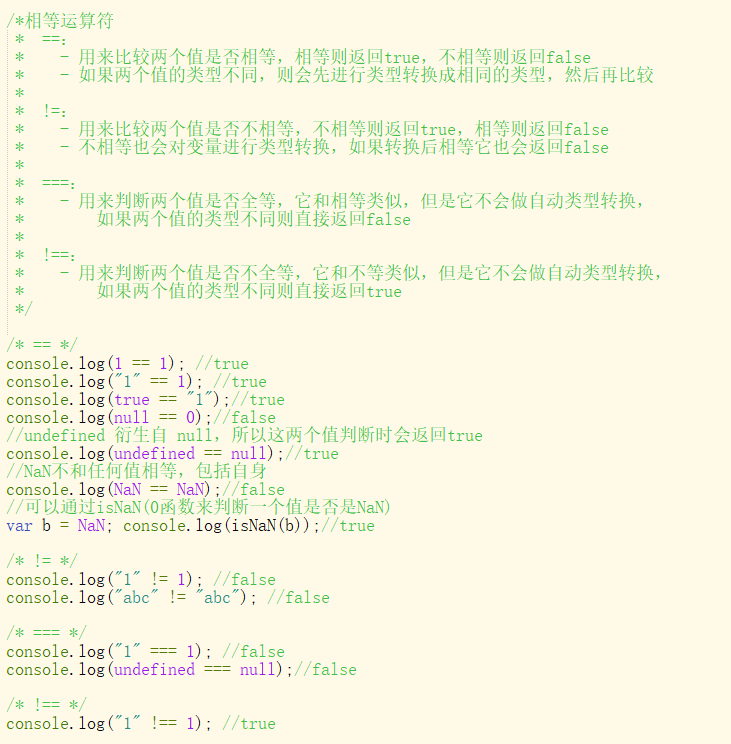 /*相等运算符
 *  ==:
 *    - 用来比较两个值是否相等，相等则返回true，不相等则返回false
 *    - 如果两个值的类型不同，则会先进行类型转换成相同的类型，然后再比较
 *
 *  !=:
 *    - 用来比较两个值是否不相等，不相等则返回true，相等则返回false
 *    - 不相等也会对变量进行类型转换，如果转换后相等它也会返回false
 *
 *  ===:
 *    - 用来判断两个值是否全等，它和相等类似，但是它不会做自动类型转换，
 *        如果两个值的类型不同则直接返回false
 *
 *  !==:
 *    - 用来判断两个值是否不全等，它和不等类似，但是它不会做自动类型转换，
 *        如果两个值的类型不同则直接返回true
 */
/* == */
console.log(1 == 1); //true
console.log("1" == 1); //true
console.log(true == "1");//true
console.log(null == 0);//false
//undefined 衍生自 null，所以这两个值判断时会返回true
console.log(undefined == null);//true
//NaN不和任何值相等，包括自身
console.log(NaN == NaN);//false
//可以通过isNaN(0函数来判断一个值是否是NaN)
var b = NaN; console.log(isNaN(b));//true
/* != */
console.log("1" != 1); //false
console.log("abc" != "abc"); //false
/* === */
console.log("1" === 1); //false
console.log(undefined === null);//false
/* !== */
console.log("1" !== 1); //true